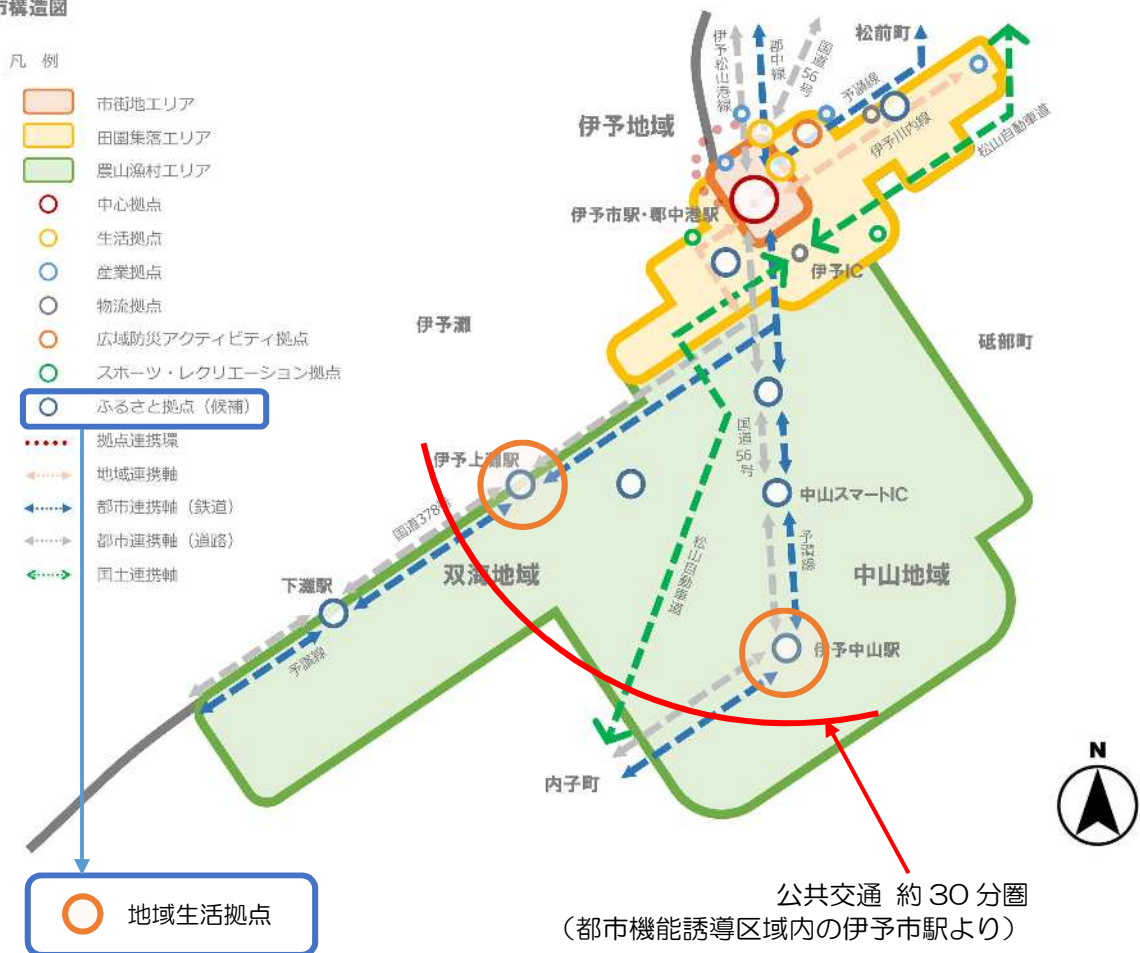 市構造図
凡 例
市街地エリア
田園集落エリア
農山漁村エリア
中心拠点
生活拠点
産業拠点
物流拠点
広域防災アクティビティ拠点
スポーツ・レクリエーション拠点
ふるさと拠点（候補）
拠点連携環
地域連携軸
都市連携軸（鉄道）
都市連携軸（道路）
国土連携軸
地域生活拠点
伊予松山港線
郡中線
国道56号
松前町
予讃線
伊予川内線
松山自動車道
伊予地域
伊予市駅・郡中港駅
伊予IC
伊予灘
砥部町
国道56号
伊予上灘駅
中山スマートIC
国道378号
松山自動車道
予讃線
双海地域
中山地域
下灘駅
伊予中山駅
予讃線
内子町
N
公共交通 約30分圏
（都市機能誘導区域内の伊予市駅より）